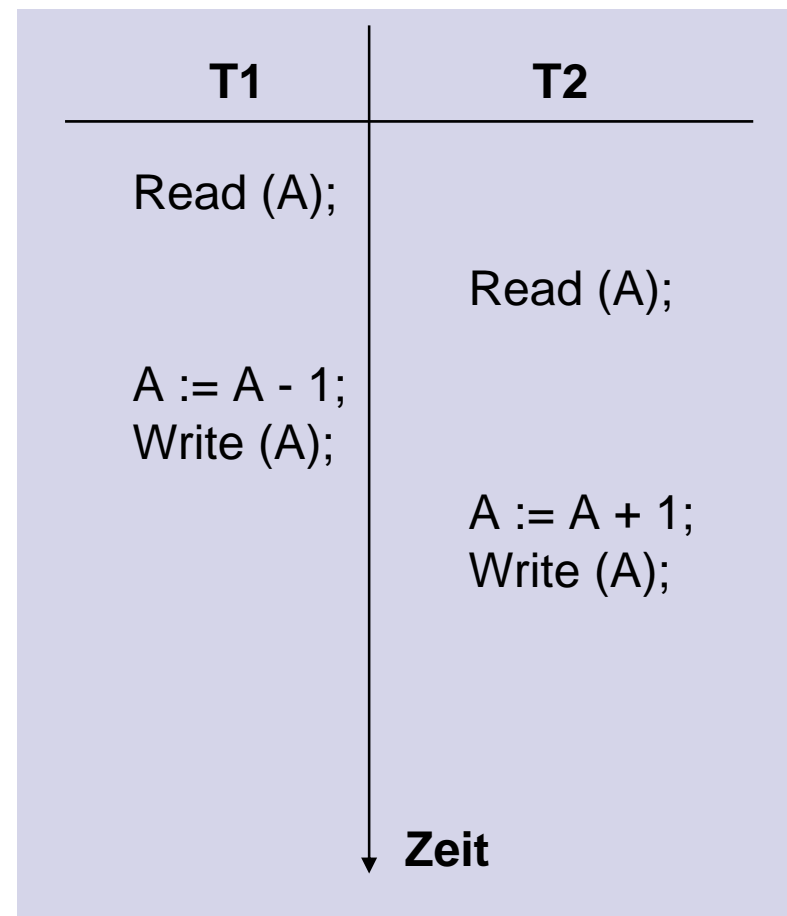 T1 T2
Read (A);
Read (A);
A := A - 1;
Write (A);
A := A + 1;
Write (A);
Zeit